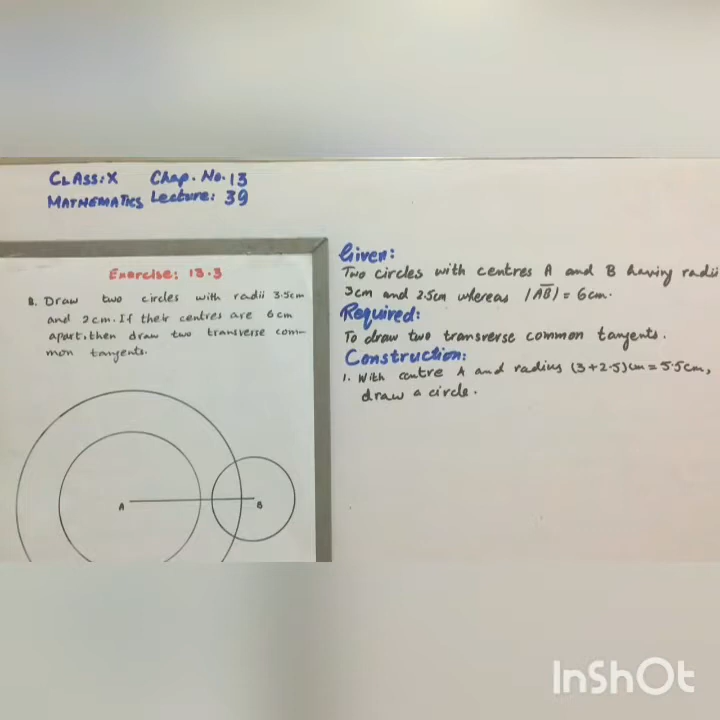 CLASS:X Chap. No. 13
MATHEMATICS Lecture: 39
Exercise: 13.3
8. Draw two circles with radii 3.5cm
and 2cm. If their centres are 6cm
apart, then draw two transverse com-
mon tangents.
A
B
Given:
Two circles with centres A and B having radii
3cm and 2.5cm whereas |AB| = 6cm.
Required:
To draw two transverse common tangents.
Construction:
1. With centre A and radius (3+2.5)cm = 5.5cm,
draw a circle.
InShOt